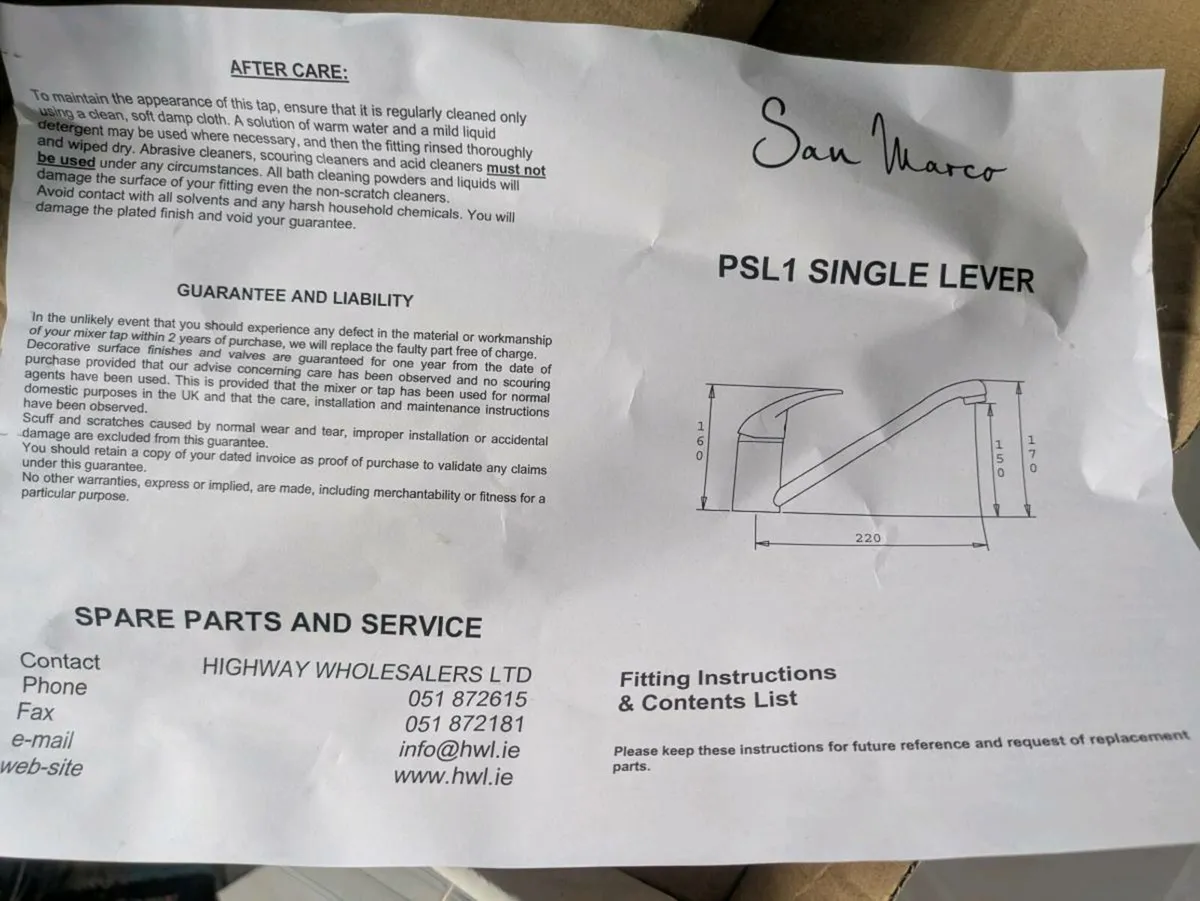 AFTER CARE:
To maintain the appearance of this tap, ensure that it is regularly cleaned only
using a clean, soft damp cloth. A solution of warm water and a mild liquid
detergent may be used where necessary, and then the fitting rinsed thoroughly
and wiped dry. Abrasive cleaners, scouring cleaners and acid cleaners must not
be used under any circumstances. All bath cleaning powders and liquids will
damage the surface of your fitting even the non-scratch cleaners.
Avoid contact with all solvents and any harsh household chemicals. You will
damage the plated finish and void your guarantee.
GUARANTEE AND LIABILITY
In the unlikely event that you should experience any defect in the material or workmanship
of your mixer tap within 2 years of purchase, we will replace the faulty part free of charge.
Decorative surface finishes and valves are guaranteed for one year from the date of
purchase provided that our advise concerning care has been observed and no scouring
agents have been used. This is provided that the mixer or tap has been used for normal
domestic purposes in the UK and that the care, installation and maintenance instructions
have been observed.
Scuff and scratches caused by normal wear and tear, improper installation or accidental
damage are excluded from this guarantee.
You should retain a copy of your dated invoice as proof of purchase to validate any claims
under this guarantee.
No other warranties, express or implied, are made, including merchantability or fitness for a
particular purpose.
SPARE PARTS AND SERVICE
Contact HIGHWAY WHOLESALERS LTD
Phone 051 872615
Fax 051 872181
e-mail info@hwl.ie
web-site www.hwl.ie
San Marco
PSL1 SINGLE LEVER
160
150
170
220
Fitting Instructions
& Contents List
Please keep these instructions for future reference and request of replacement
parts.